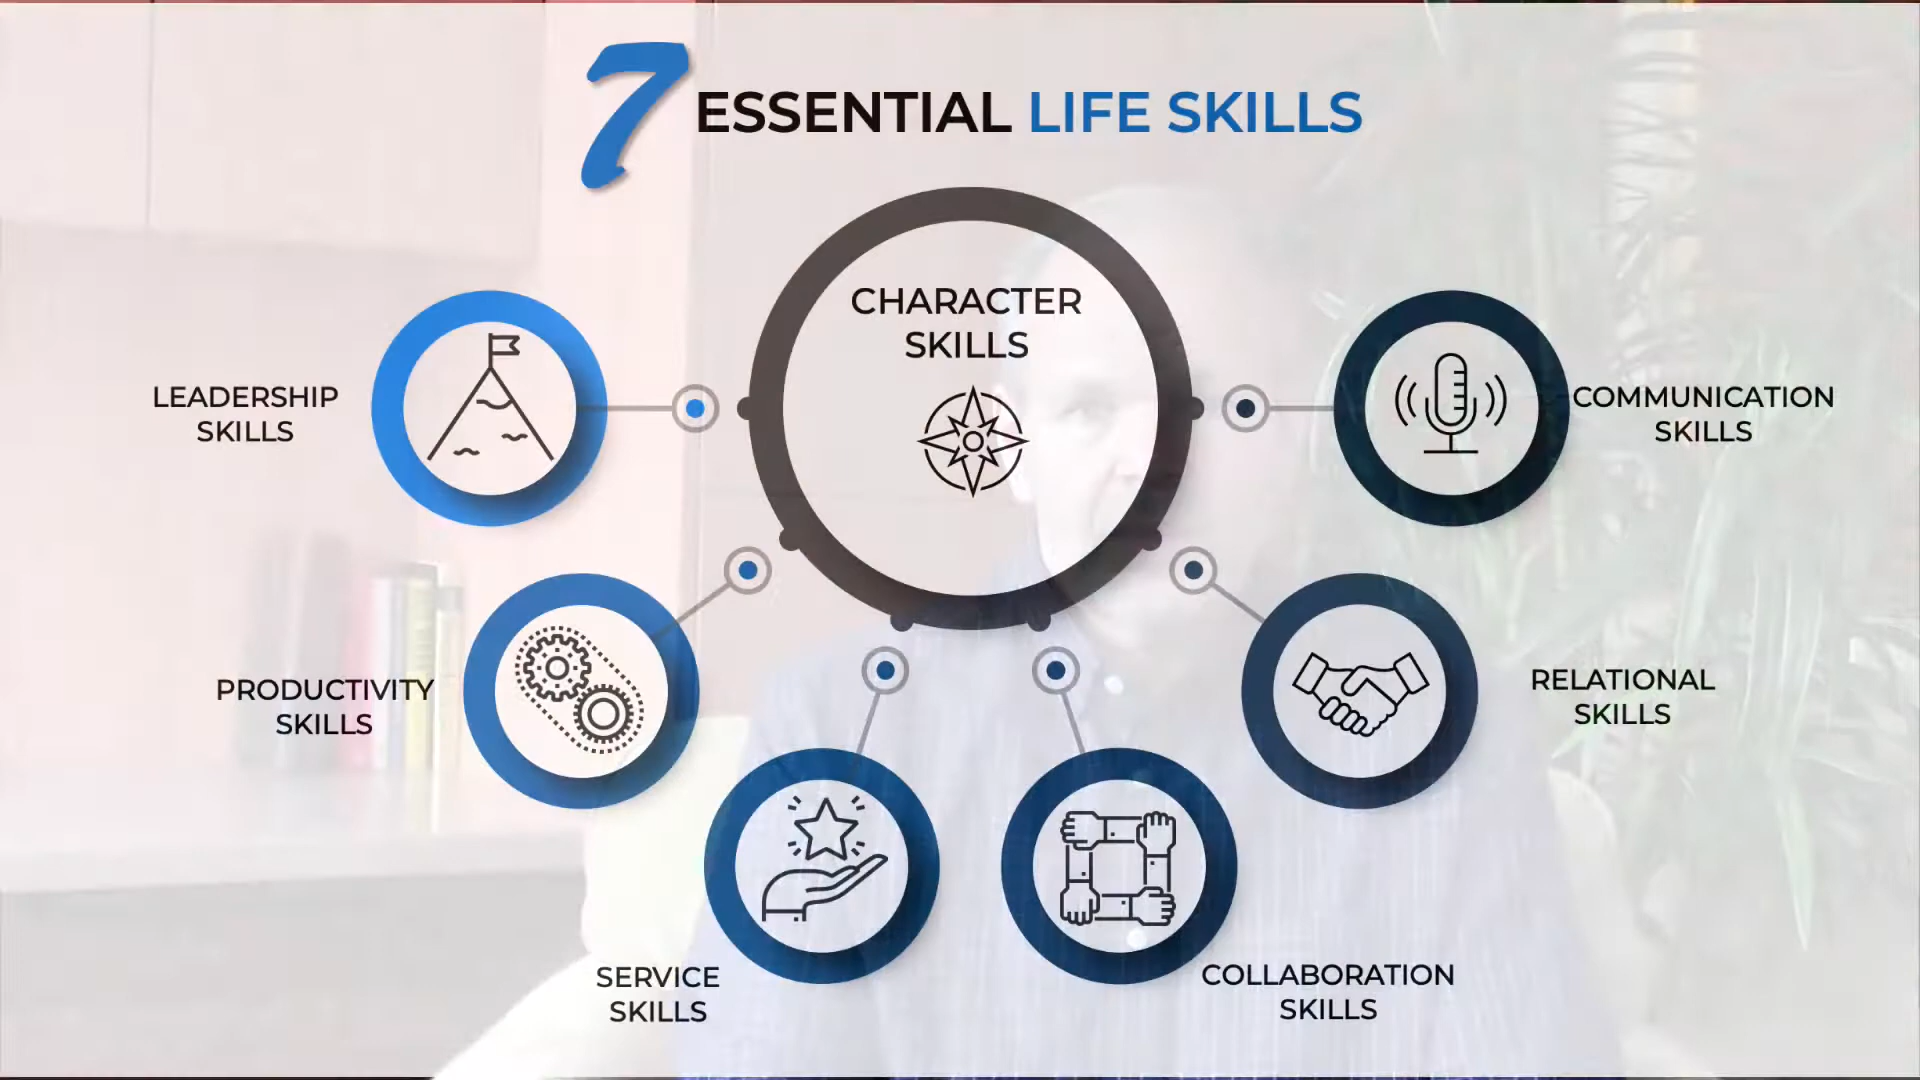 7 ESSENTIAL LIFE SKILLS
CHARACTER
SKILLS
LEADERSHIP
SKILLS
COMMUNICATION
SKILLS
PRODUCTIVITY
SKILLS
RELATIONAL
SKILLS
SERVICE
SKILLS
COLLABORATION
SKILLS